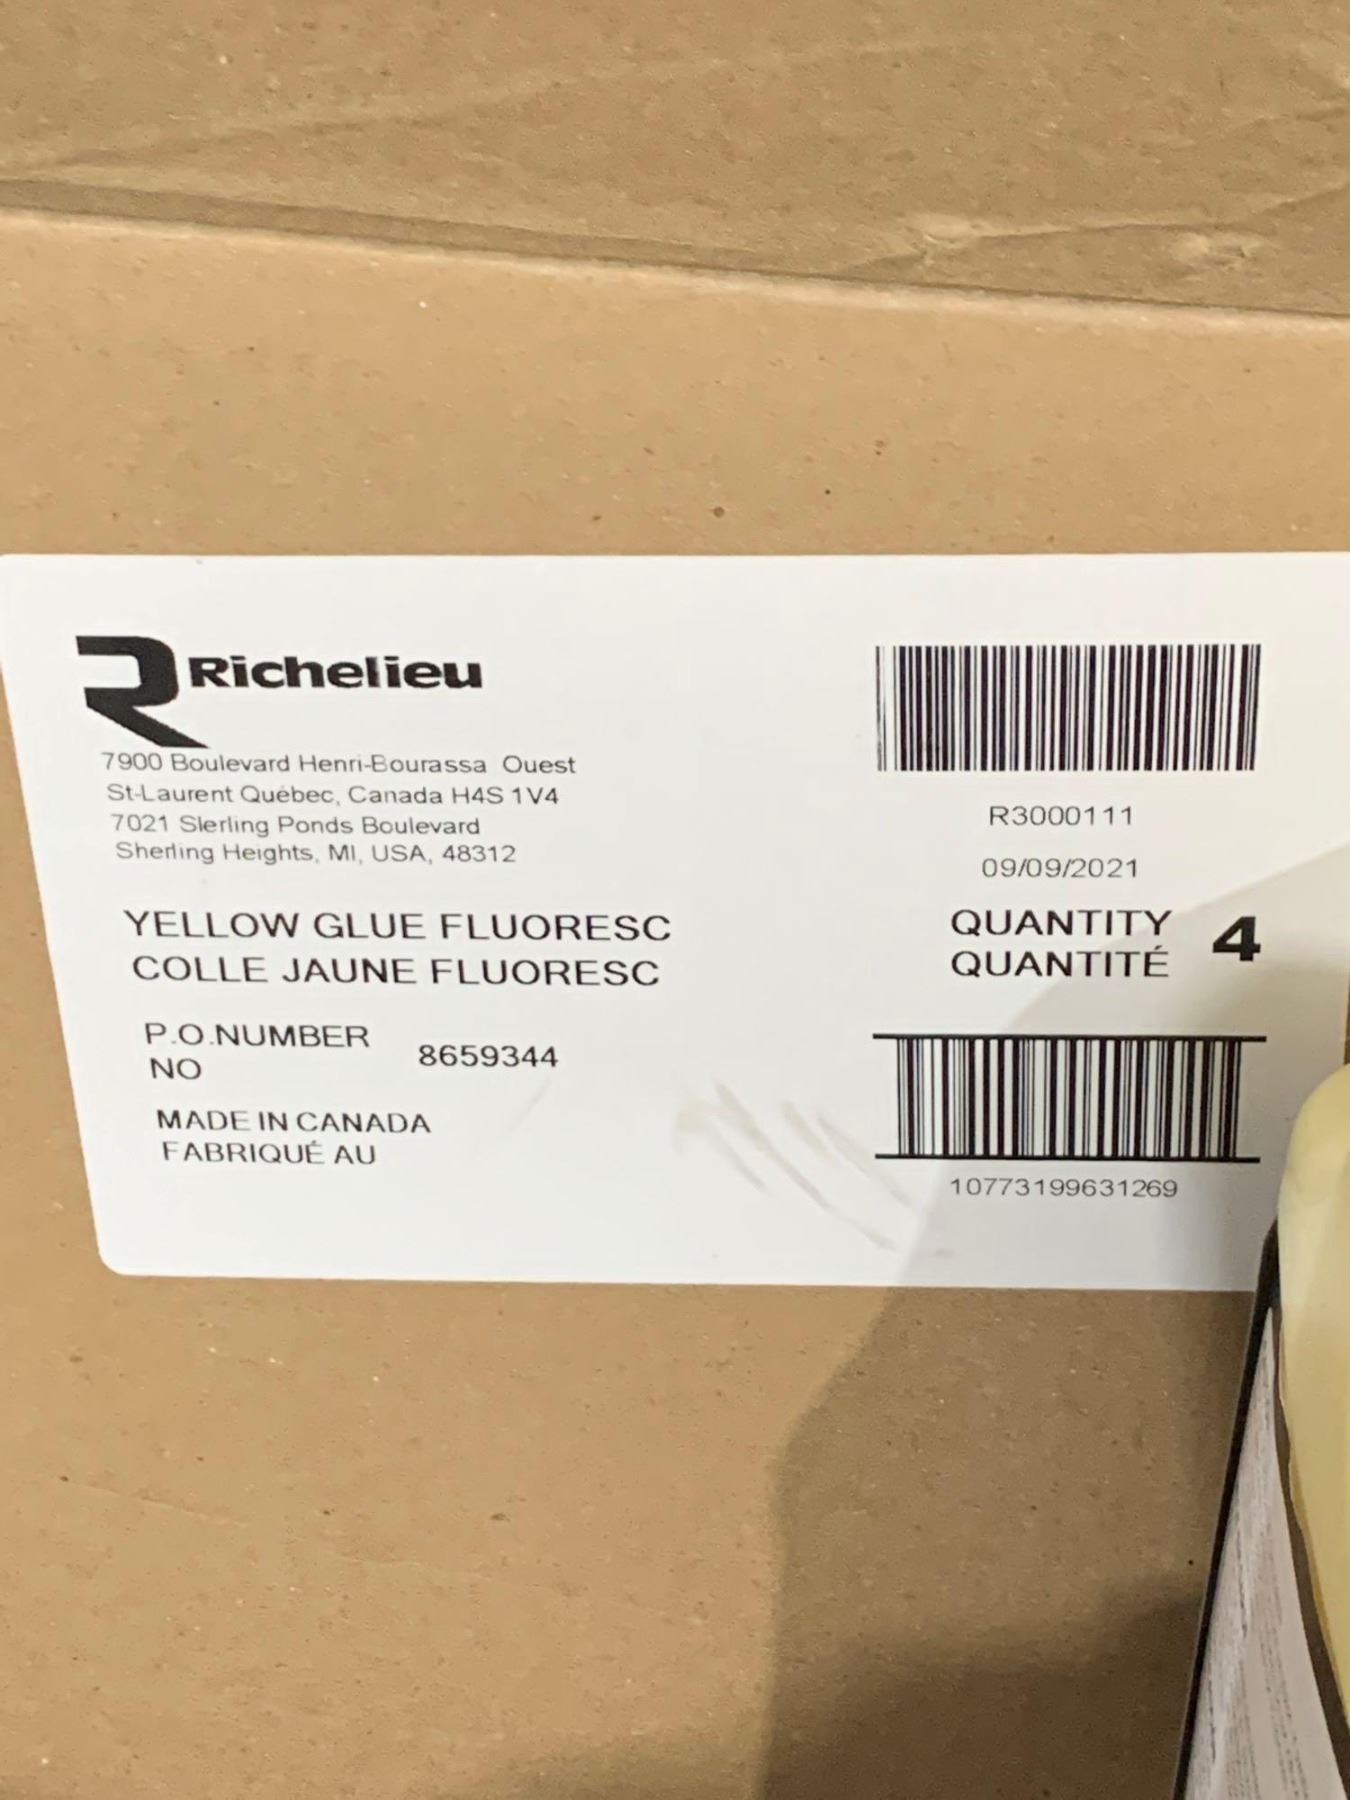 Richelieu
7900 Boulevard Henri-Bourassa Ouest
St-Laurent Québec, Canada H4S 1V4
7021 Slerling Ponds Boulevard
Sherling Heights, MI, USA, 48312
R3000111
09/09/2021
YELLOW GLUE FLUORESC
COLLE JAUNE FLUORESC
QUANTITY 4
QUANTITÉ
P.O.NUMBER
NO 8659344
MADE IN CANADA
FABRIQUÉ AU
10773199631269